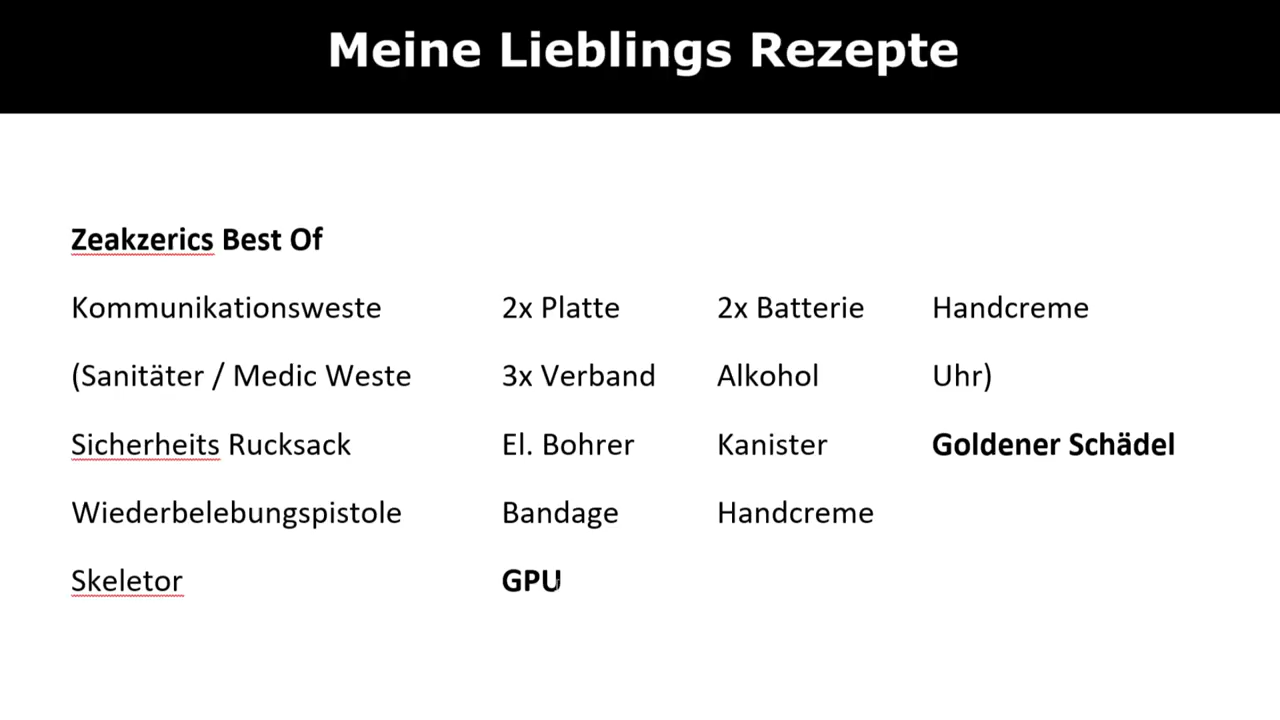 Meine Lieblings Rezepte
Zeakzerics Best Of
Kommunikationsweste 2x Platte 2x Batterie Handcreme
(Sanitäter / Medic Weste 3x Verband Alkohol Uhr)
Sicherheits Rucksack El. Bohrer Kanister Goldener Schädel
Wiederbelebungspistole Bandage Handcreme
Skeletor GPU